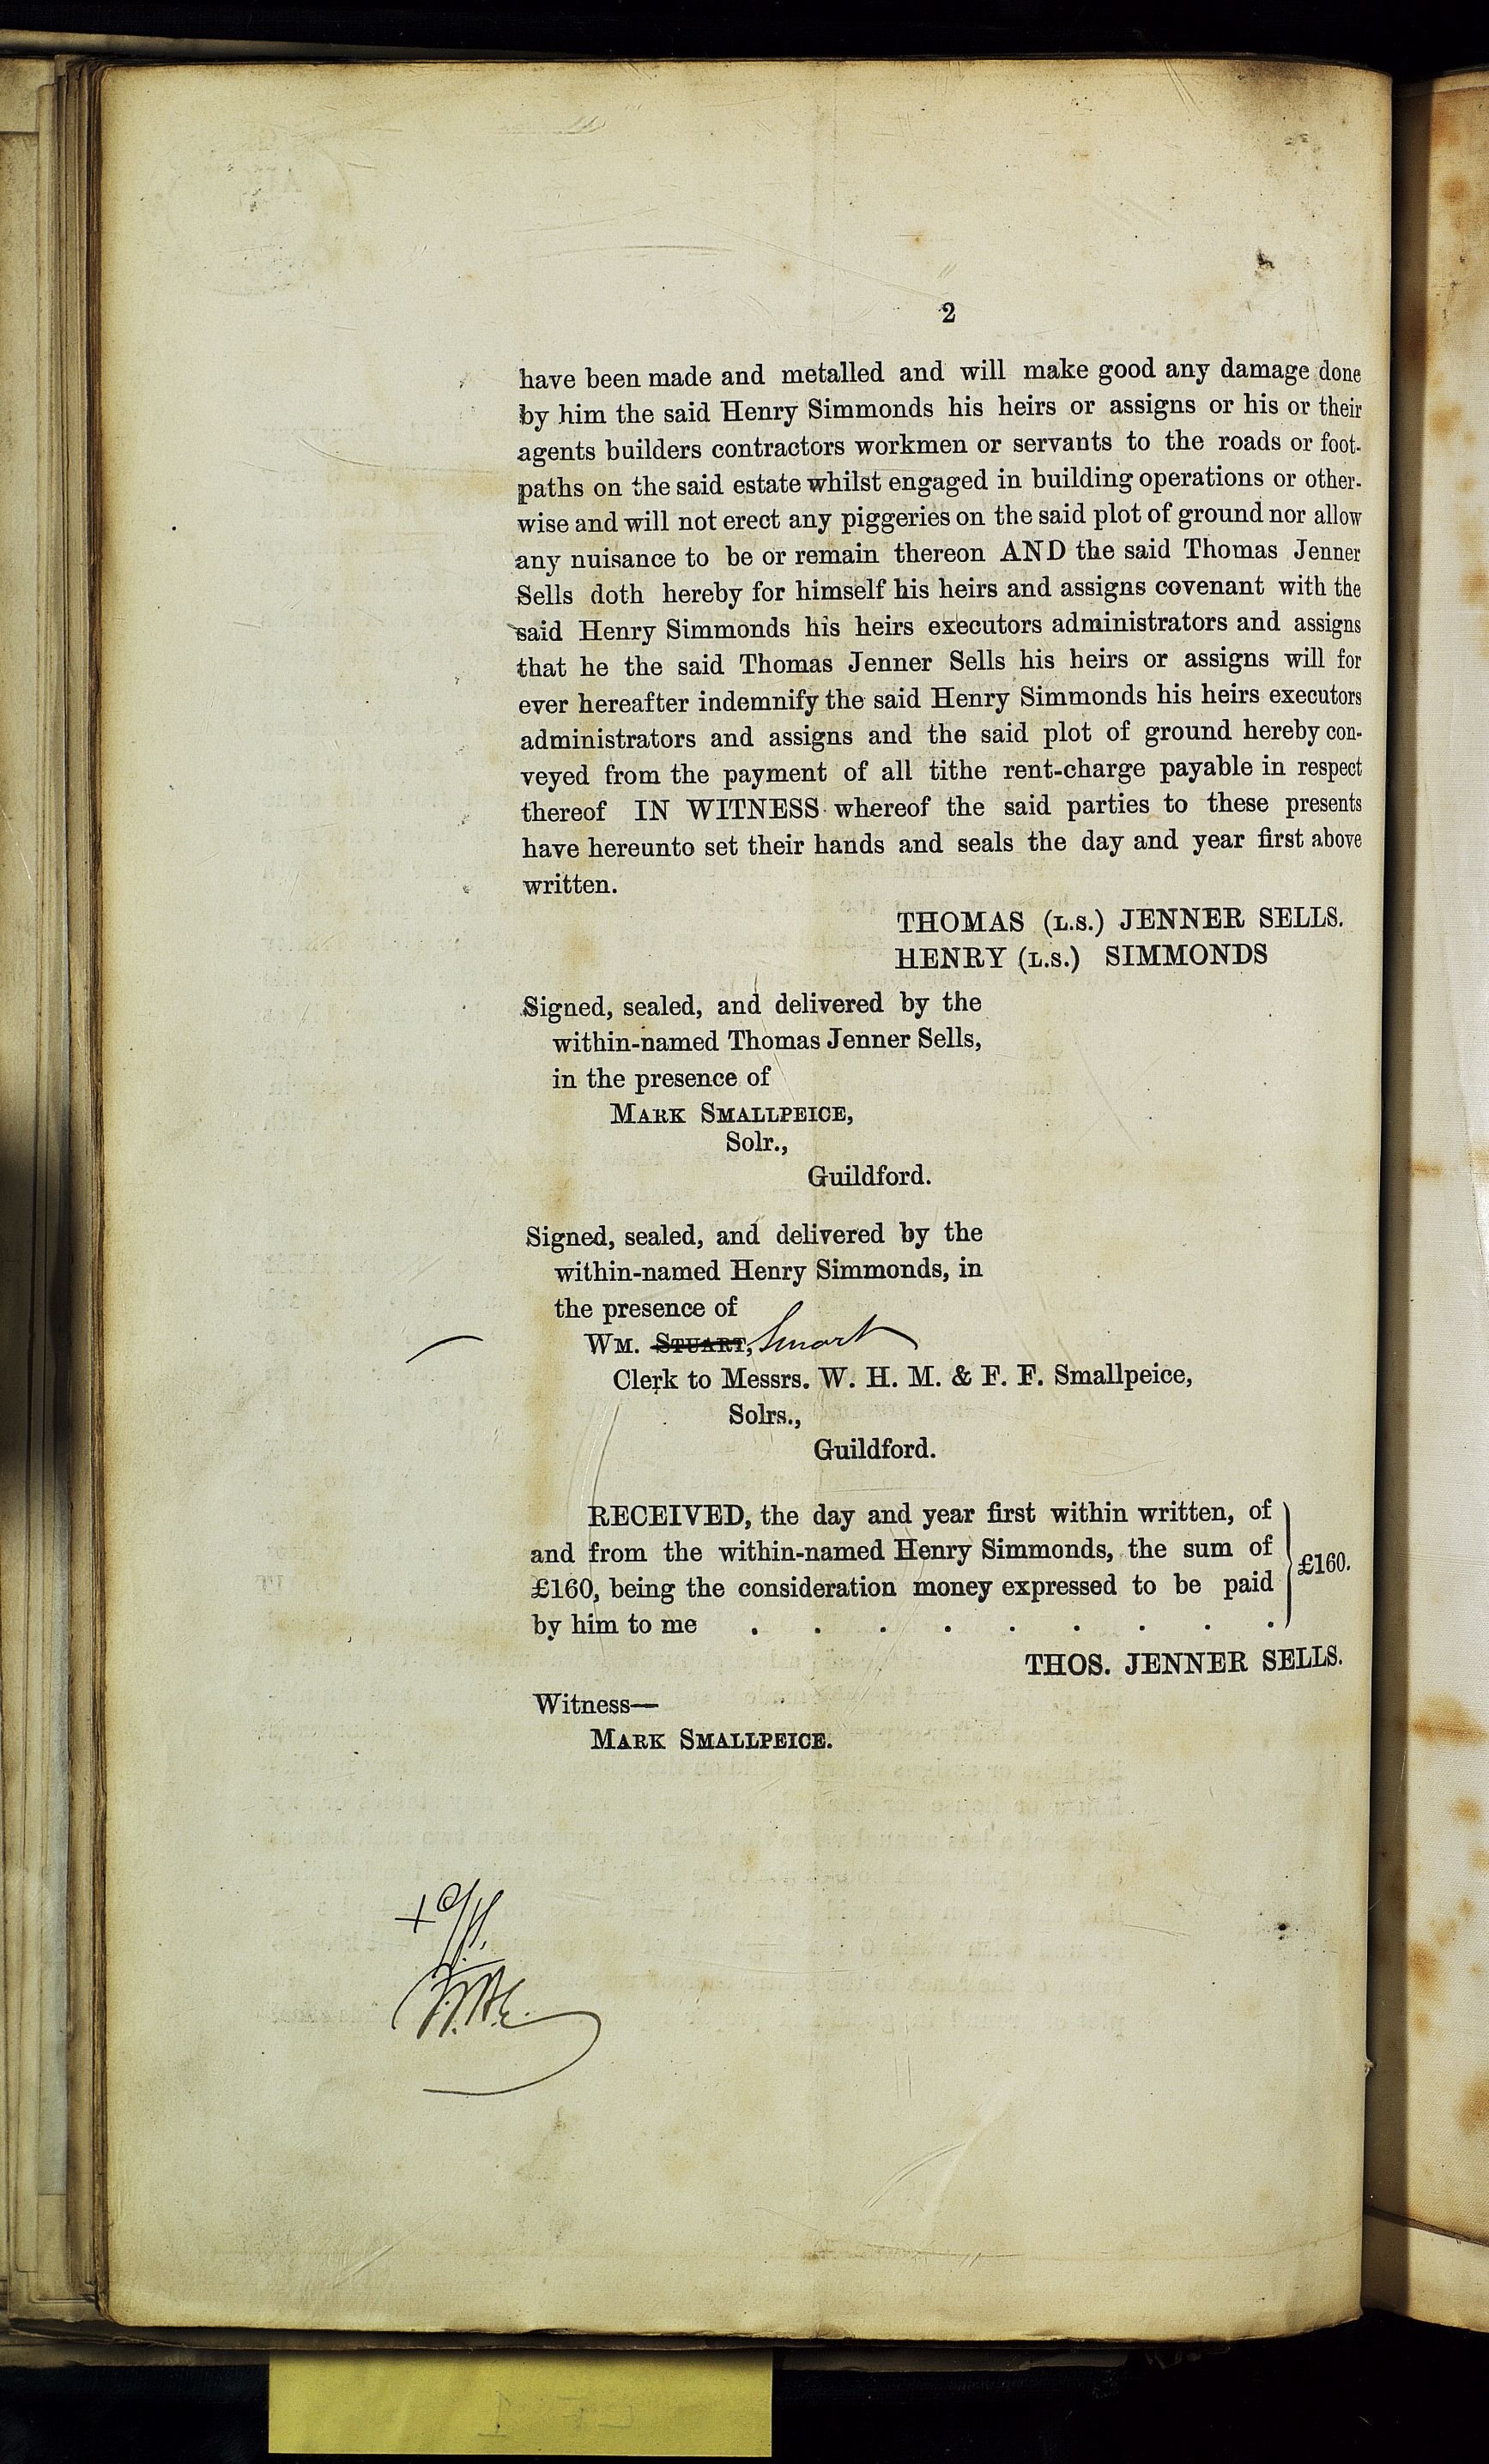 2
have been made and metalled and will make good any damage done
by him the said Henry Simmonds his heirs or assigns or his or their
agents builders contractors workmen or servants to the roads or foot-
paths on the said estate whilst engaged in building operations or other-
wise and will not erect any piggeries on the said plot of ground nor allow
any nuisance to be or remain thereon AND the said Thomas Jenner
Sells doth hereby for himself his heirs and assigns covenant with the
said Henry Simmonds his heirs executors administrators and assigns
that he the said Thomas Jenner Sells his heirs or assigns will for
ever hereafter indemnify the said Henry Simmonds his heirs executors
administrators and assigns and the said plot of ground hereby con-
veyed from the payment of all tithe rent-charge payable in respect
thereof IN WITNESS whereof the said parties to these presents
have hereunto set their hands and seals the day and year first above
written.
THOMAS (L.S.) JENNER SELLS.
HENRY (L.S.) SIMMONDS
Signed, sealed, and delivered by the
within-named Thomas Jenner Sells,
in the presence of
MARK SMALLPEICE,
Solr.,
Guildford.
Signed, sealed, and delivered by the
within-named Henry Simmonds, in
the presence of
WM. STUART, Smart
Clerk to Messrs. W. H. M. & F. F. Smallpeice,
Solrs.,
Guildford.
RECEIVED, the day and year first within written, of
and from the within-named Henry Simmonds, the sum of
£160, being the consideration money expressed to be paid
by him to me . . . . . . . . .
£160.
THOS. JENNER SELLS.
Witness—
MARK SMALLPEICE.